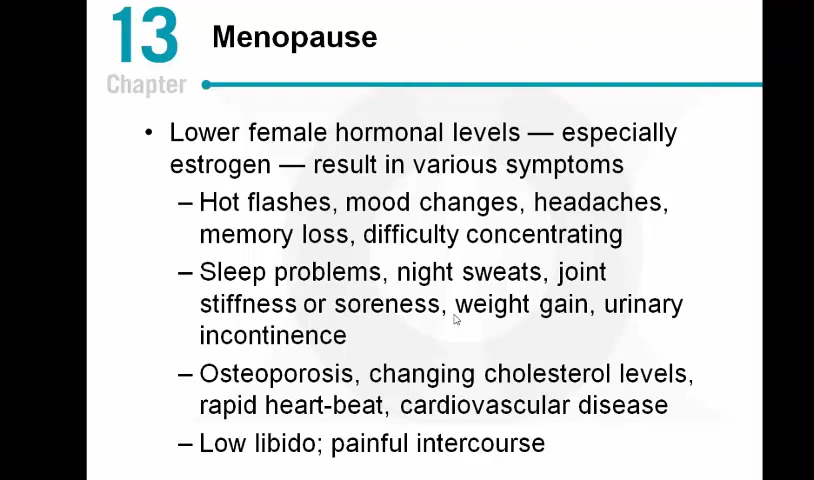 13
Chapter
Menopause
• Lower female hormonal levels — especially
estrogen — result in various symptoms
– Hot flashes, mood changes, headaches,
memory loss, difficulty concentrating
– Sleep problems, night sweats, joint
stiffness or soreness, weight gain, urinary
incontinence
– Osteoporosis, changing cholesterol levels,
rapid heart-beat, cardiovascular disease
– Low libido; painful intercourse